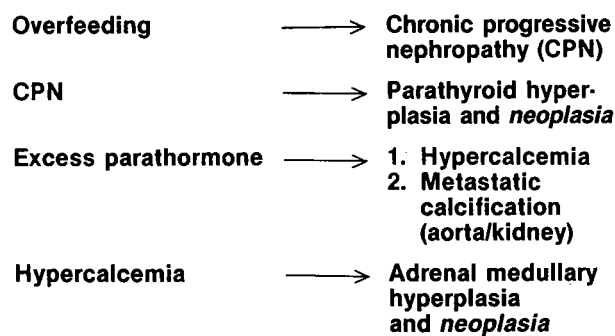 Overfeeding → Chronic progressive
nephropathy (CPN)
CPN → Parathyroid hyper-
plasia and neoplasia
Excess parathormone → 1. Hypercalcemia
2. Metastatic
calcification
(aorta/kidney)
Hypercalcemia → Adrenal medullary
hyperplasia
and neoplasia